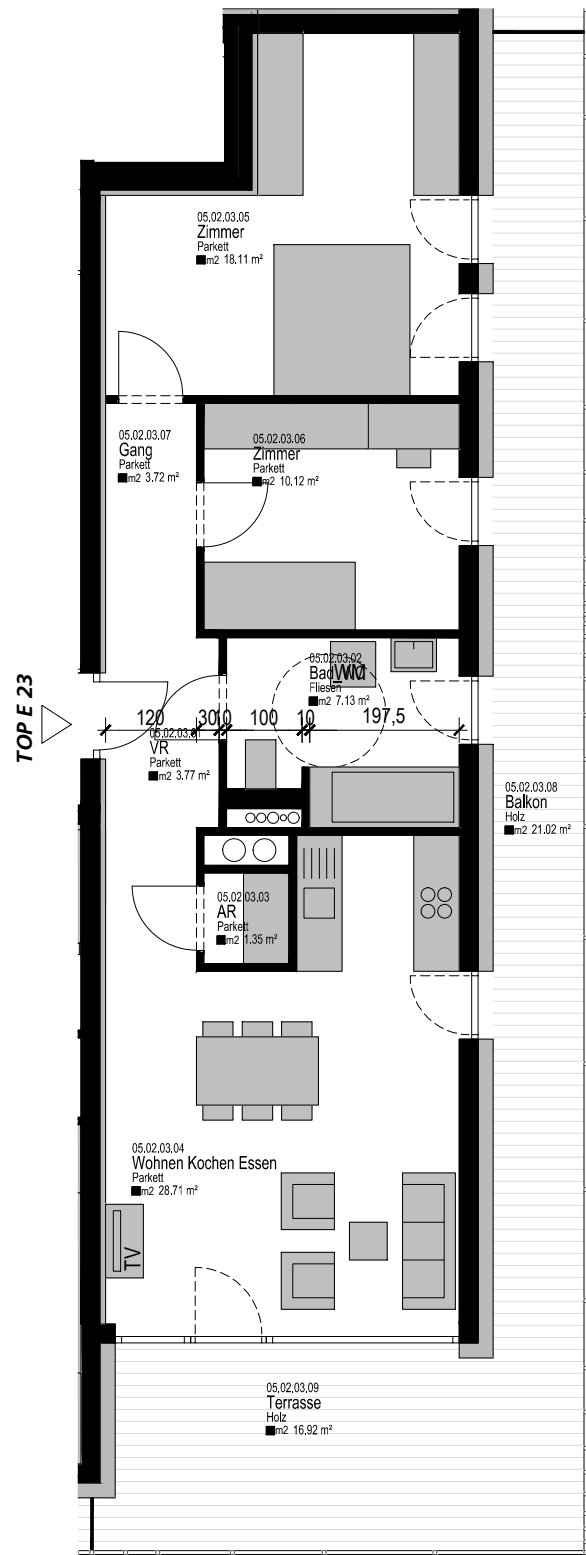 05.02.03.05
Zimmer
Parkett
m2 18.11 m²
05.02.03.07
Gang
Parkett
m2 3.72 m²
05.02.03.06
Zimmer
Parkett
m2 10.12 m²
TOP E 23
05.02.03.02
Bad
WM
Fliesen
m2 7.13 m²
120
30
10
100
10
197,5
VR
Parkett
m2 3.77 m²
05.02.03.08
Balkon
Holz
m2 21.02 m²
05.02.03.03
AR
Parkett
m2 1.35 m²
05.02.03.04
Wohnen Kochen Essen
Parkett
m2 28.71 m²
TV
05.02.03.09
Terrasse
Holz
m2 16.92 m²